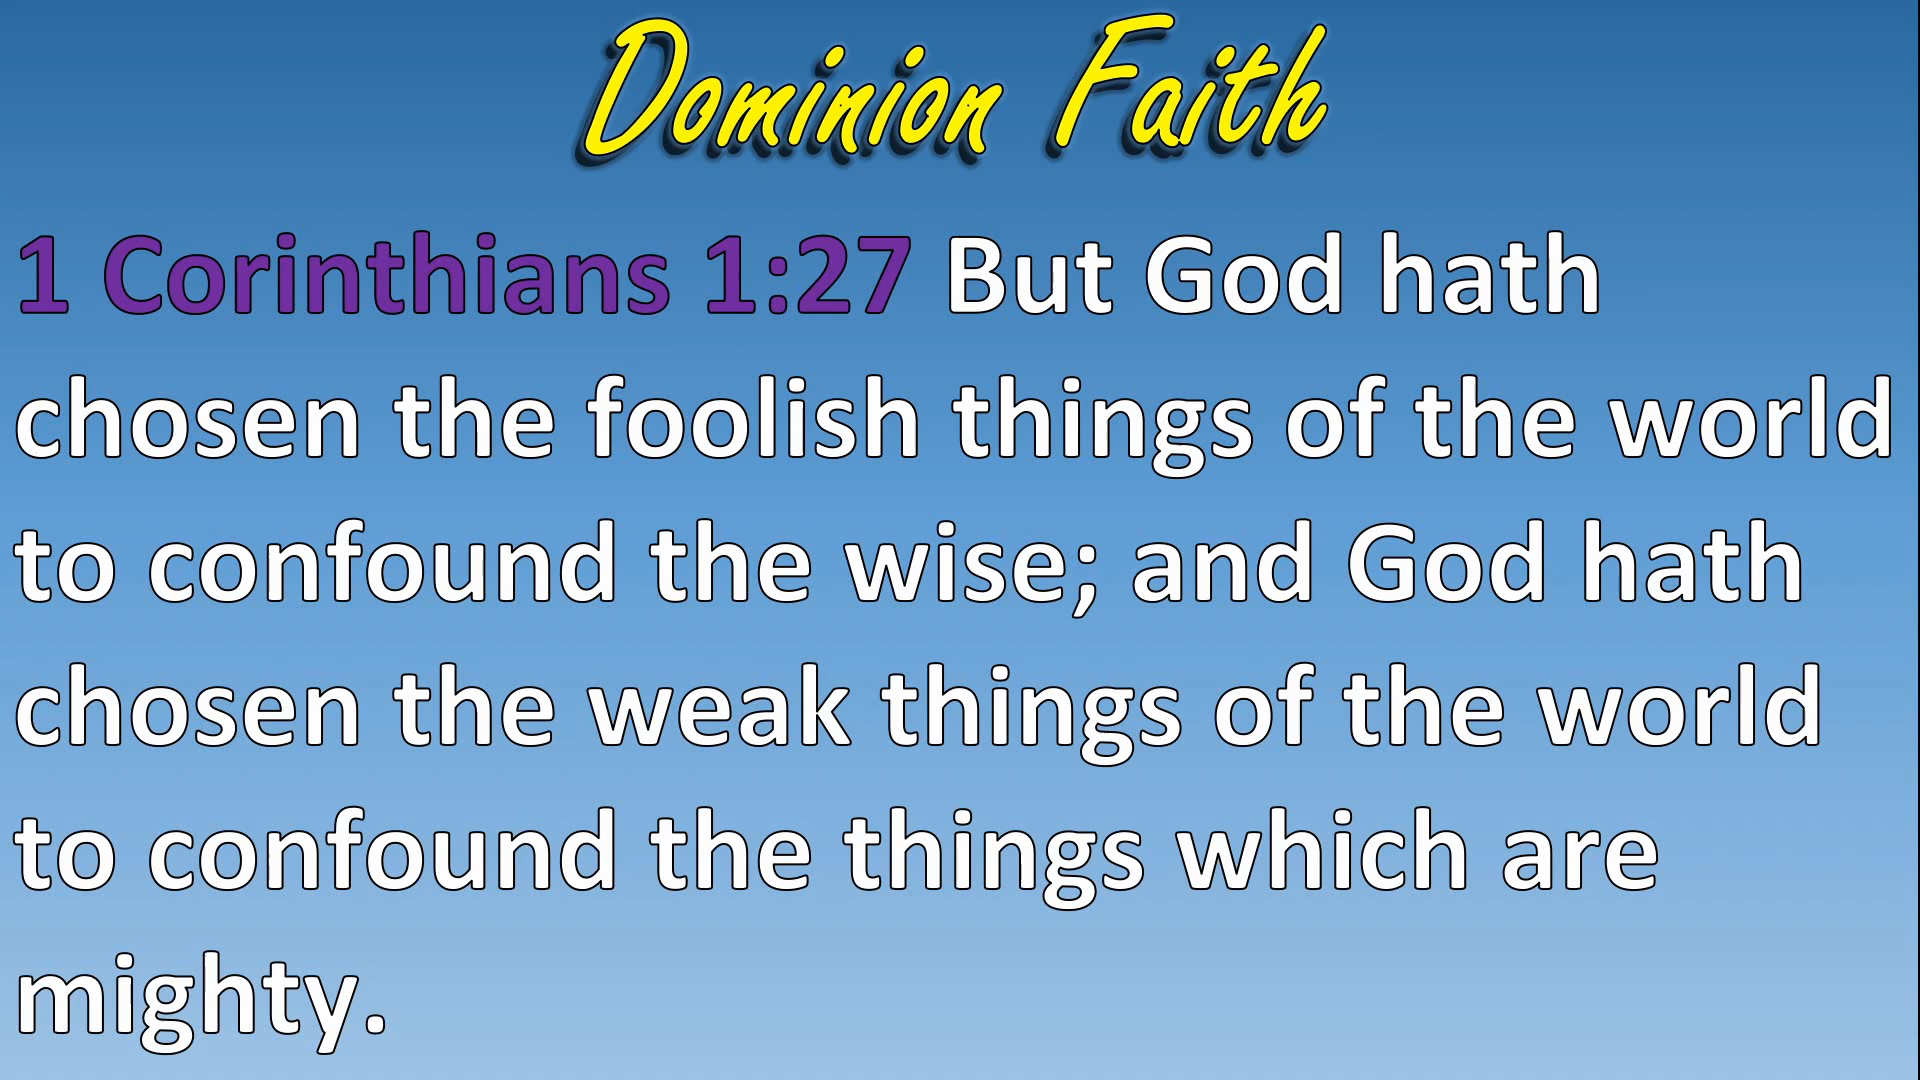 Dominion Faith
1 Corinthians 1:27 But God hath
chosen the foolish things of the world
to confound the wise; and God hath
chosen the weak things of the world
to confound the things which are
mighty.